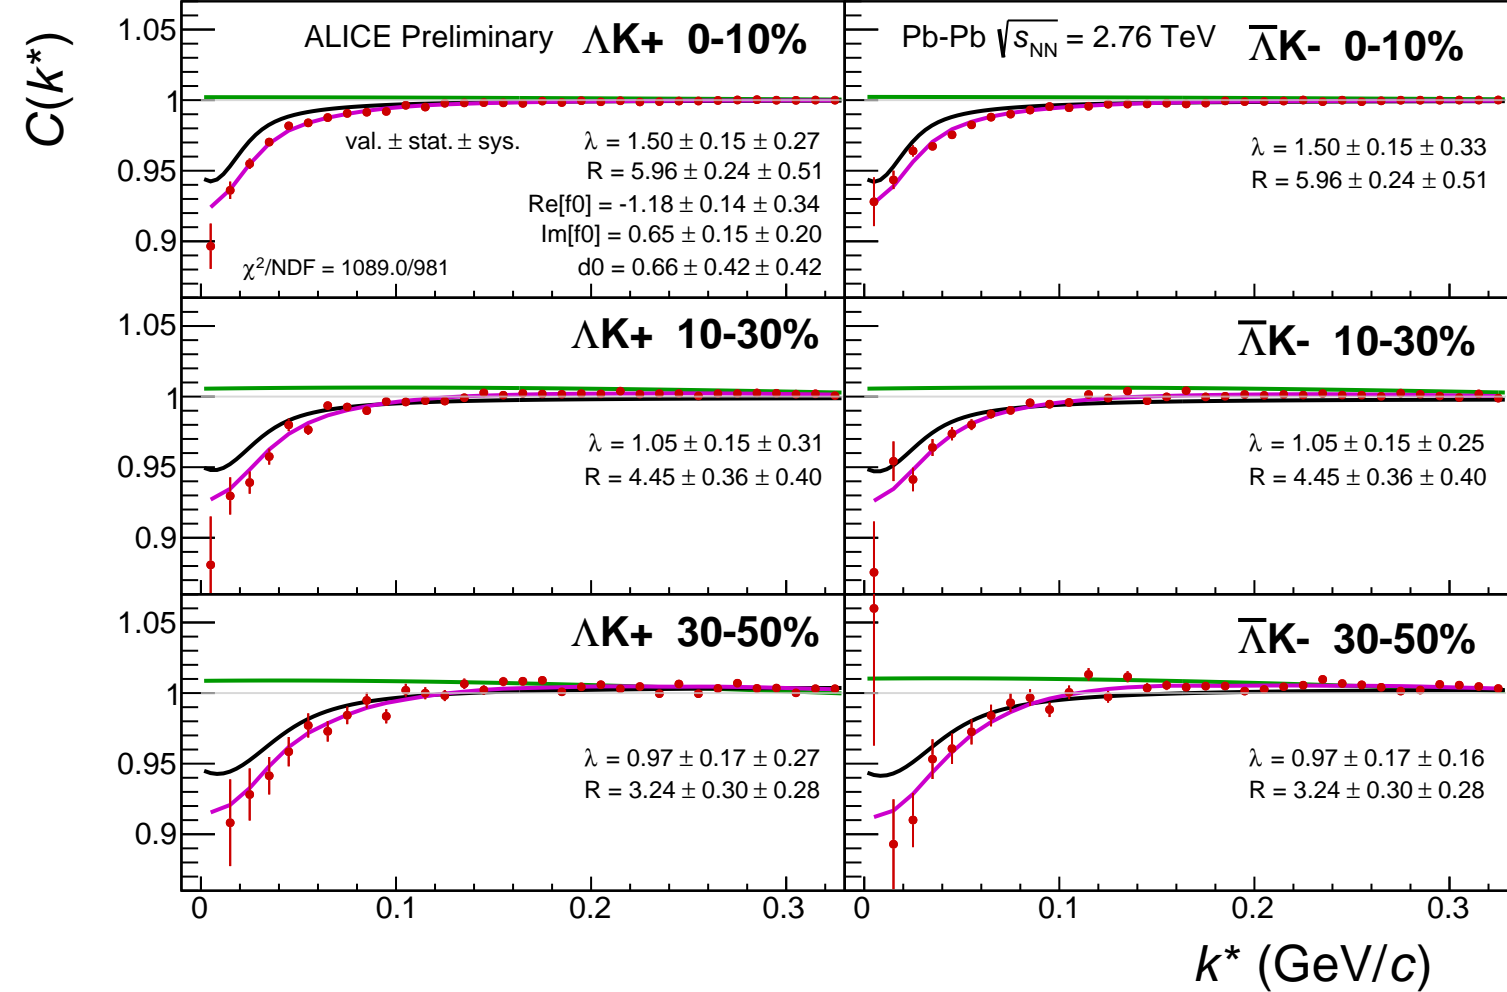 C(k*)
1.05
1
0.95
0.9
ALICE Preliminary ΛK+ 0-10%
val. ± stat. ± sys.
λ = 1.50 ± 0.15 ± 0.27
R = 5.96 ± 0.24 ± 0.51
Re[f0] = -1.18 ± 0.14 ± 0.34
Im[f0] = 0.65 ± 0.15 ± 0.20
χ²/NDF = 1089.0/981
d0 = 0.66 ± 0.42 ± 0.42
Pb-Pb √s_NN = 2.76 TeV Λ̅K- 0-10%
λ = 1.50 ± 0.15 ± 0.33
R = 5.96 ± 0.24 ± 0.51
1.05
1
0.95
0.9
ΛK+ 10-30%
λ = 1.05 ± 0.15 ± 0.31
R = 4.45 ± 0.36 ± 0.40
Λ̅K- 10-30%
λ = 1.05 ± 0.15 ± 0.25
R = 4.45 ± 0.36 ± 0.40
1.05
1
0.95
0.9
ΛK+ 30-50%
λ = 0.97 ± 0.17 ± 0.27
R = 3.24 ± 0.30 ± 0.28
Λ̅K- 30-50%
λ = 0.97 ± 0.17 ± 0.16
R = 3.24 ± 0.30 ± 0.28
0 0.1 0.2 0.3 0 0.1 0.2 0.3
k* (GeV/c)